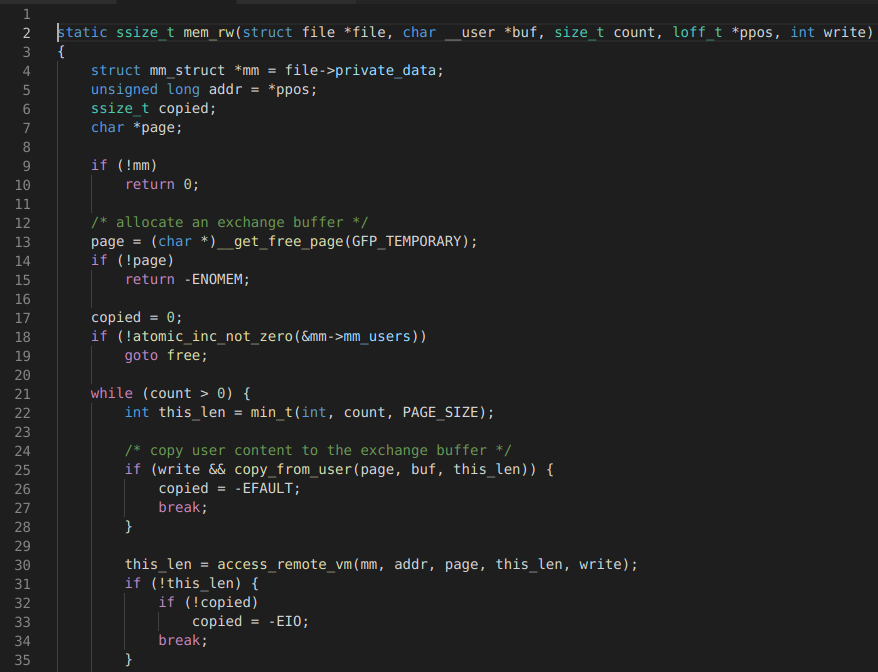 1
2 static ssize_t mem_rw(struct file *file, char __user *buf, size_t count, loff_t *ppos, int write)
3 {
4     struct mm_struct *mm = file->private_data;
5     unsigned long addr = *ppos;
6     ssize_t copied;
7     char *page;
8
9     if (!mm)
10         return 0;
11
12     /* allocate an exchange buffer */
13     page = (char *)__get_free_page(GFP_TEMPORARY);
14     if (!page)
15         return -ENOMEM;
16
17     copied = 0;
18     if (!atomic_inc_not_zero(&mm->mm_users))
19         goto free;
20
21     while (count > 0) {
22         int this_len = min_t(int, count, PAGE_SIZE);
23
24         /* copy user content to the exchange buffer */
25         if (write && copy_from_user(page, buf, this_len)) {
26             copied = -EFAULT;
27             break;
28         }
29
30         this_len = access_remote_vm(mm, addr, page, this_len, write);
31         if (!this_len) {
32             if (!copied)
33                 copied = -EIO;
34             break;
35         }